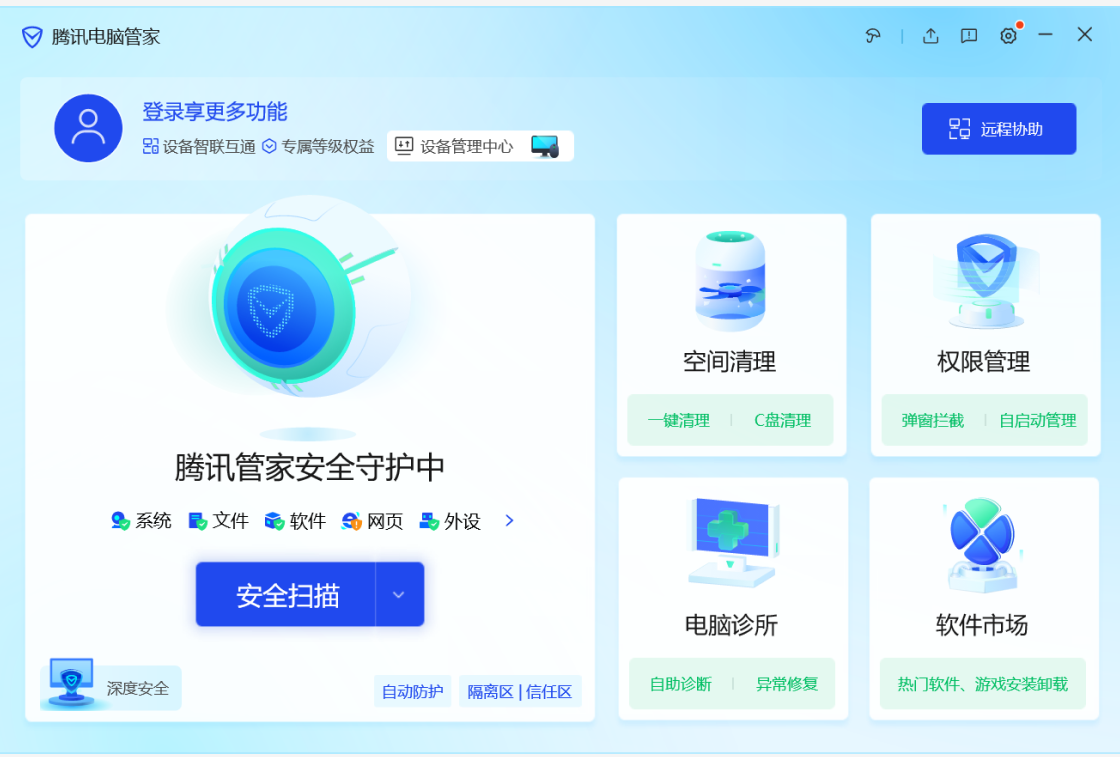 腾讯电脑管家
登录享更多功能
设备智联互通 专属等级权益 设备管理中心
远程协助
腾讯管家安全守护中
系统 文件 软件 网页 外设
安全扫描
深度安全
自动防护 隔离区 | 信任区
空间清理
一键清理 C盘清理
权限管理
弹窗拦截 自启动管理
电脑诊所
自助诊断 异常修复
软件市场
热门软件、游戏安装卸载